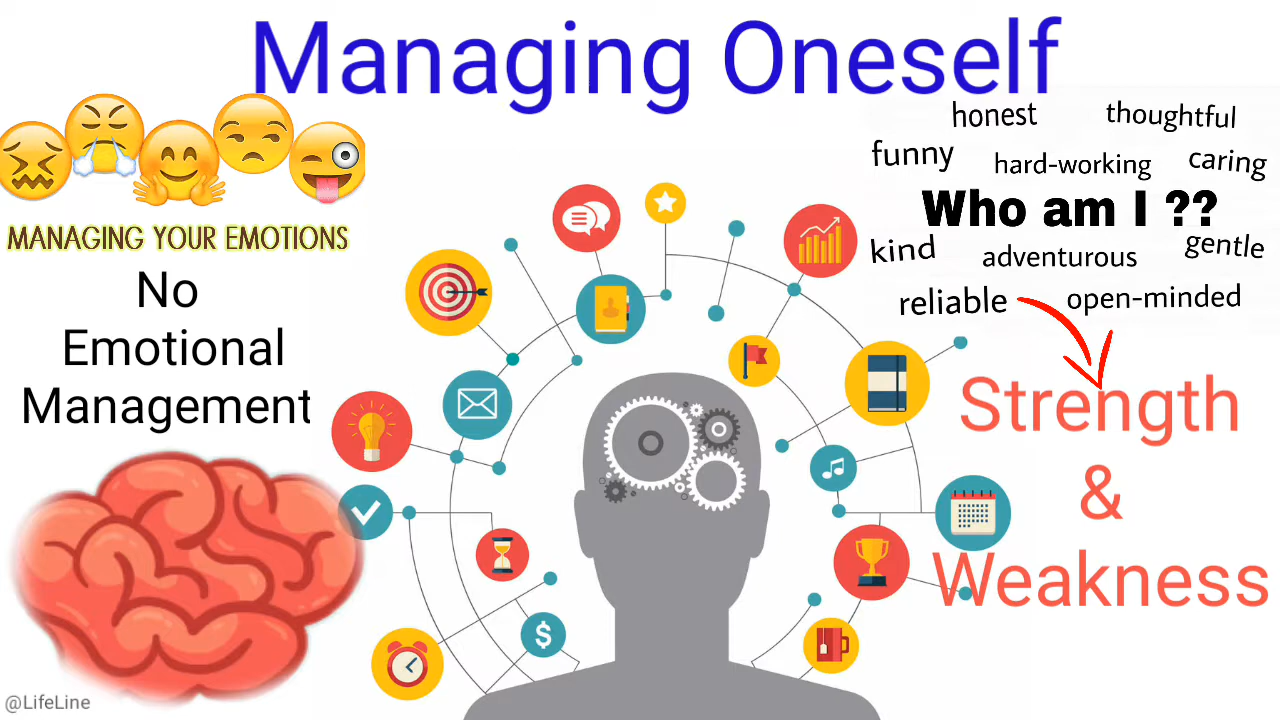 Managing Oneself
MANAGING YOUR EMOTIONS
No
Emotional
Management
honest thoughtful
funny hard-working caring
Who am I ??
kind adventurous gentle
reliable open-minded
Strength
&
Weakness
$
@LifeLine